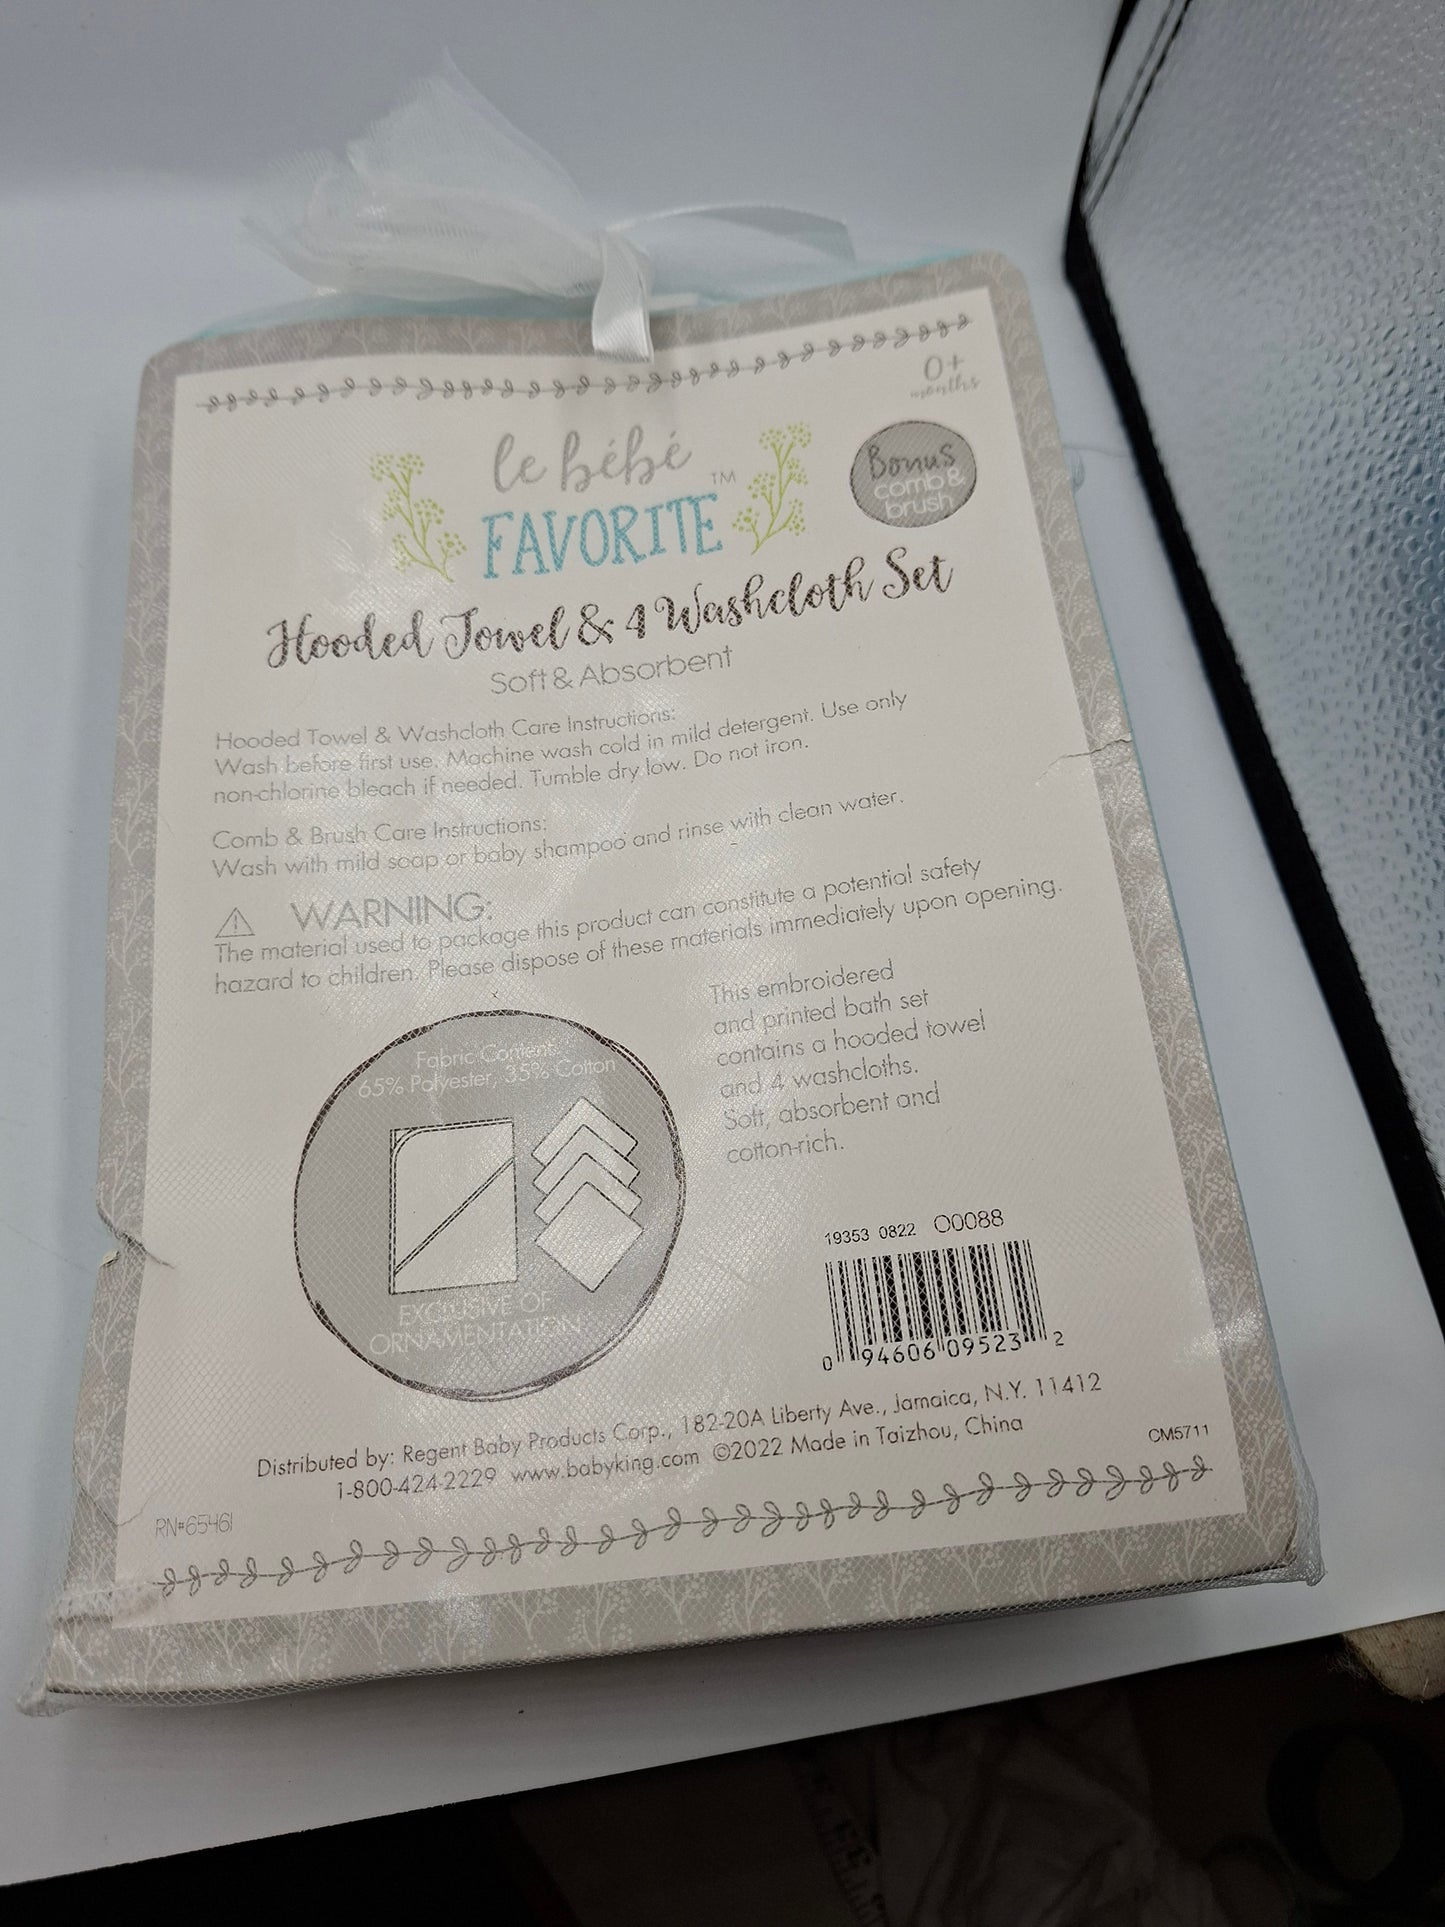 0+
months
le bébé
FAVORITE™
Bonus
comb &
brush
Hooded Towel & 4 Washcloth Set
Soft & Absorbent
Hooded Towel & Washcloth Care Instructions:
Wash before first use. Machine wash cold in mild detergent. Use only
non-chlorine bleach if needed. Tumble dry low. Do not iron.
Comb & Brush Care Instructions:
Wash with mild soap or baby shampoo and rinse with clean water.
WARNING:
The material used to package this product can constitute a potential safety
hazard to children. Please dispose of these materials immediately upon opening.
Fabric Content:
65% Polyester, 35% Cotton
EXCLUSIVE OF
ORNAMENTATION
This embroidered
and printed bath set
contains a hooded towel
and 4 washcloths.
Soft, absorbent and
cotton-rich.
19353 0822 O0088
0 94606 09523 2
Distributed by: Regent Baby Products Corp., 182-20A Liberty Ave., Jamaica, N.Y. 11412
1-800-424-2229 www.babyking.com ©2022 Made in Taizhou, China
CM5711
RN#65461